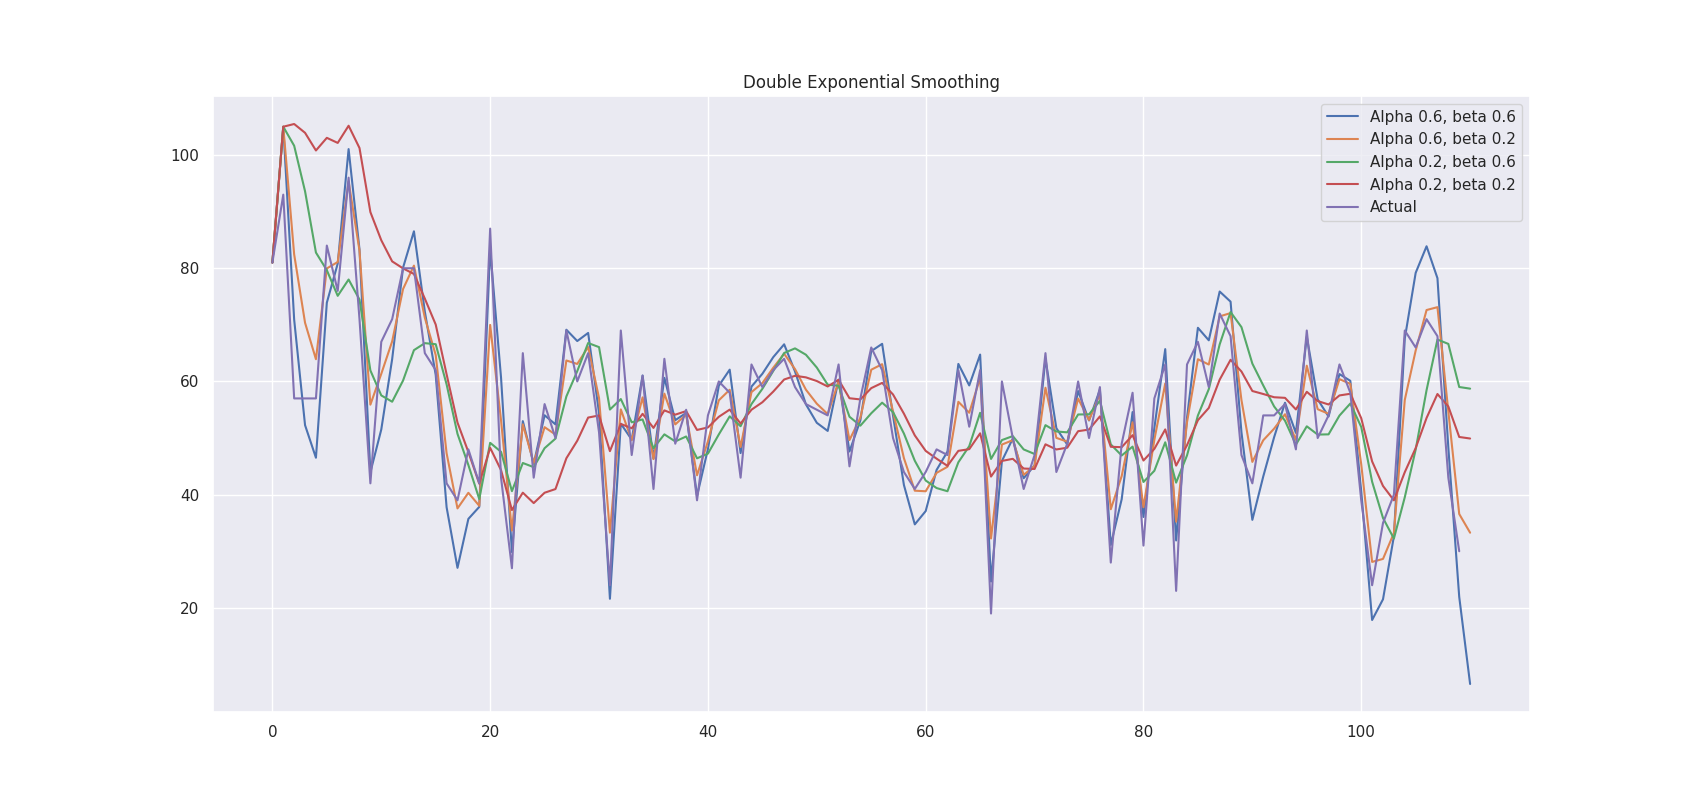 Double Exponential Smoothing
Alpha 0.6, beta 0.6
Alpha 0.6, beta 0.2
Alpha 0.2, beta 0.6
Alpha 0.2, beta 0.2
Actual
100
80
60
40
20
0 20 40 60 80 100